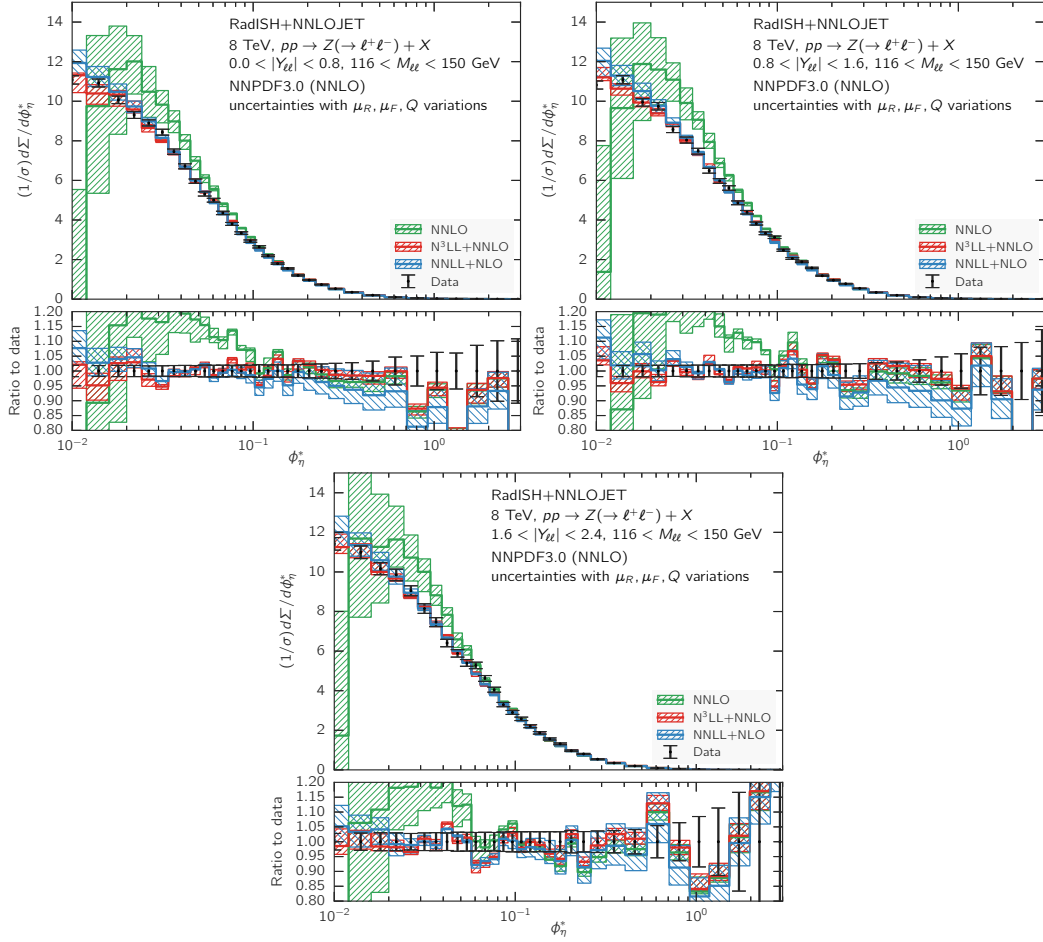 RadISH+NNLOJET
8 TeV, pp → Z(→ ℓ⁺ℓ⁻) + X
0.0 < |Yℓℓ| < 0.8, 116 < Mℓℓ < 150 GeV
NNPDF3.0 (NNLO)
uncertainties with μR, μF, Q variations
(1/σ) dΣ/dφ*η
14
12
10
8
6
4
2
0
NNLO
N³LL+NNLO
NNLL+NLO
Data
Ratio to data
1.20
1.15
1.10
1.05
1.00
0.95
0.90
0.85
0.80
10⁻² 10⁻¹ 10⁰
φ*η
RadISH+NNLOJET
8 TeV, pp → Z(→ ℓ⁺ℓ⁻) + X
0.8 < |Yℓℓ| < 1.6, 116 < Mℓℓ < 150 GeV
NNPDF3.0 (NNLO)
uncertainties with μR, μF, Q variations
(1/σ) dΣ/dφ*η
14
12
10
8
6
4
2
0
NNLO
N³LL+NNLO
NNLL+NLO
Data
Ratio to data
1.20
1.15
1.10
1.05
1.00
0.95
0.90
0.85
0.80
10⁻² 10⁻¹ 10⁰
φ*η
RadISH+NNLOJET
8 TeV, pp → Z(→ ℓ⁺ℓ⁻) + X
1.6 < |Yℓℓ| < 2.4, 116 < Mℓℓ < 150 GeV
NNPDF3.0 (NNLO)
uncertainties with μR, μF, Q variations
(1/σ) dΣ/dφ*η
14
12
10
8
6
4
2
0
NNLO
N³LL+NNLO
NNLL+NLO
Data
Ratio to data
1.20
1.15
1.10
1.05
1.00
0.95
0.90
0.85
0.80
10⁻² 10⁻¹ 10⁰
φ*η